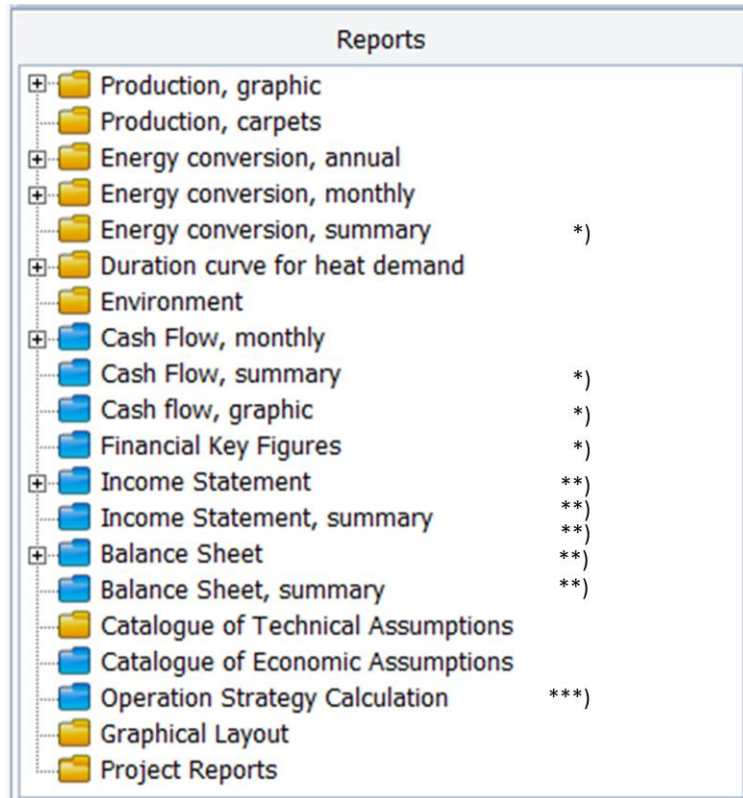 Reports
Production, graphic
Production, carpets
Energy conversion, annual
Energy conversion, monthly
Energy conversion, summary *)
Duration curve for heat demand
Environment
Cash Flow, monthly
Cash Flow, summary *)
Cash flow, graphic *)
Financial Key Figures *)
Income Statement **)
**)
Income Statement, summary **)
Balance Sheet **)
Balance Sheet, summary **)
Catalogue of Technical Assumptions
Catalogue of Economic Assumptions
Operation Strategy Calculation ***)
Graphical Layout
Project Reports